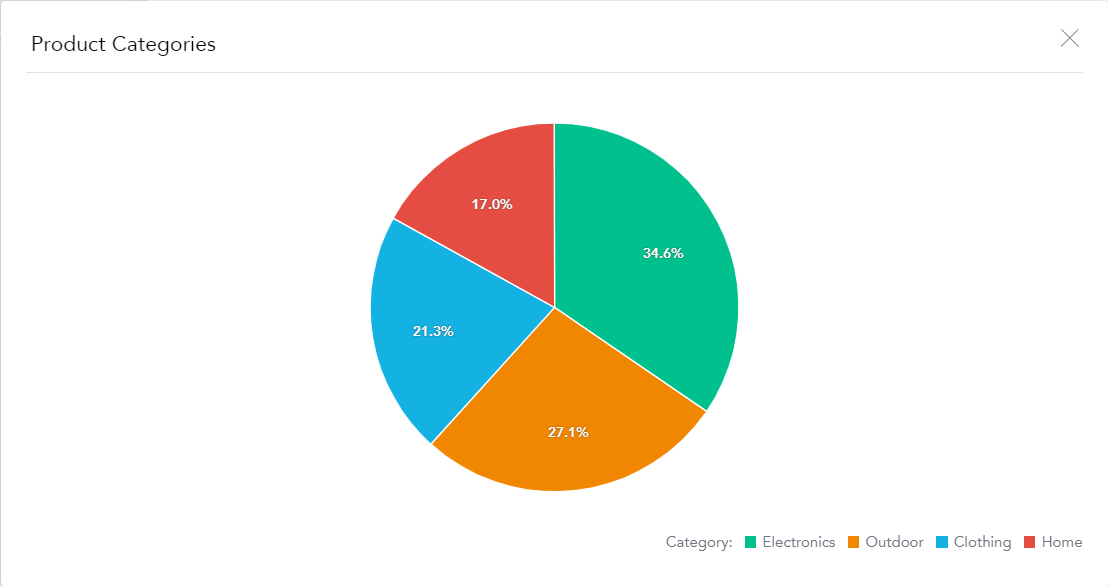 Product Categories
17.0%
34.6%
21.3%
27.1%
Category: Electronics Outdoor Clothing Home